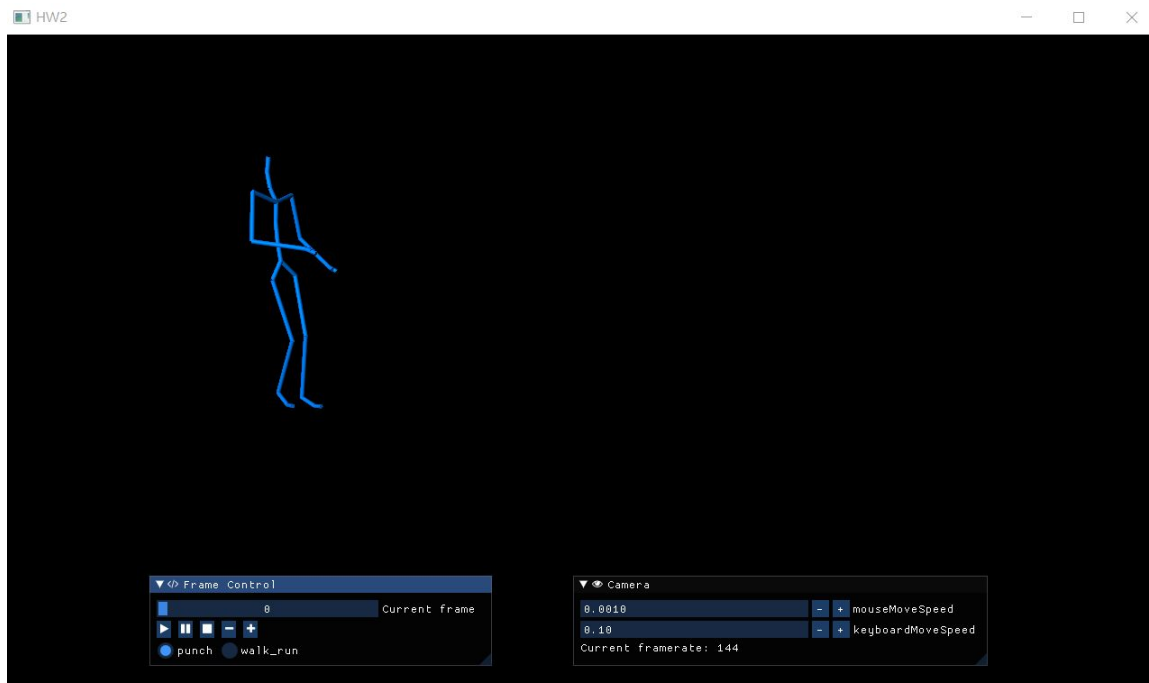 HW2
Frame Control
0 Current frame
punch walk_run
Camera
0.0010 - + mouseMoveSpeed
0.10 - + keyboardMoveSpeed
Current framerate: 144